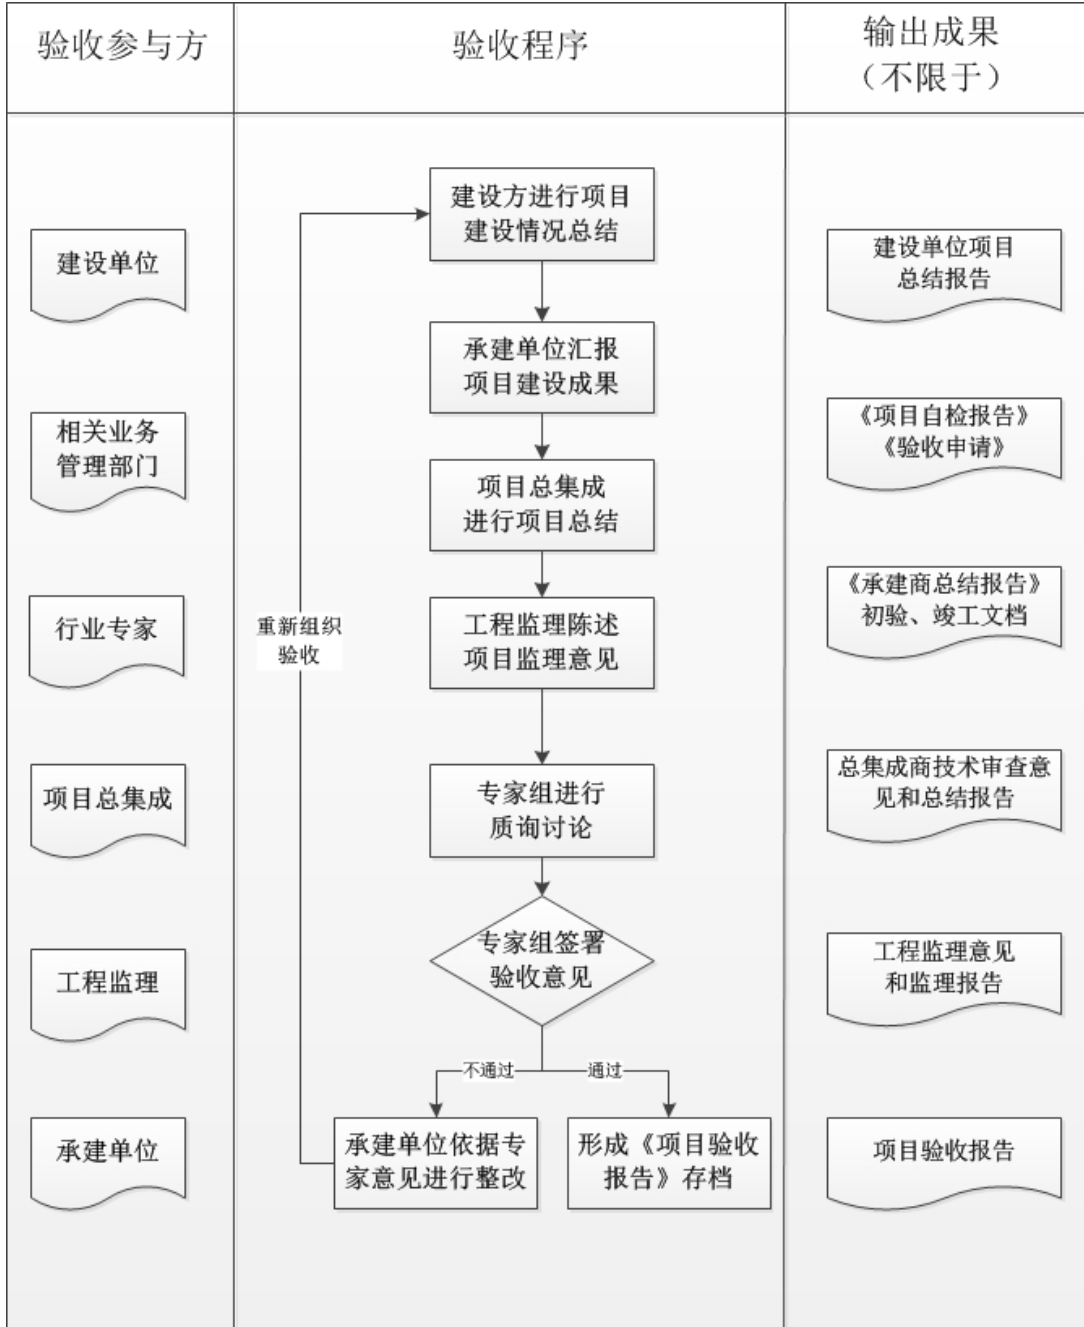 验收参与方
验收程序
输出成果
（不限于）
建设单位
相关业务
管理部门
行业专家
项目总集成
工程监理
承建单位
建设方进行项目
建设情况总结
承建单位汇报
项目建设成果
项目总集成
进行项目总结
工程监理陈述
项目监理意见
专家组进行
质询讨论
专家组签署
验收意见
不通过
通过
承建单位依据专
家意见进行整改
形成《项目验收
报告》存档
重新组织
验收
建设单位项目
总结报告
《项目自检报告》
《验收申请》
《承建商总结报告》
初验、竣工文档
总集成商技术审查意
见和总结报告
工程监理意见
和监理报告
项目验收报告